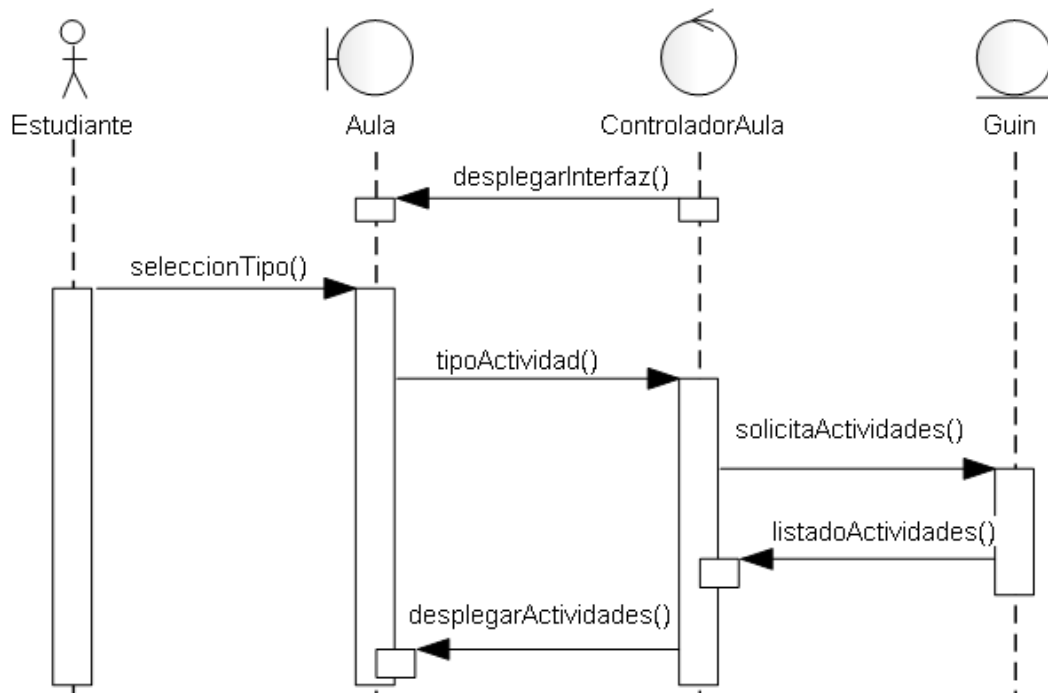 Estudiante
Aula
ControladorAula
Guin
desplegarInterfaz()
seleccionTipo()
tipoActividad()
solicitaActividades()
listadoActividades()
desplegarActividades()